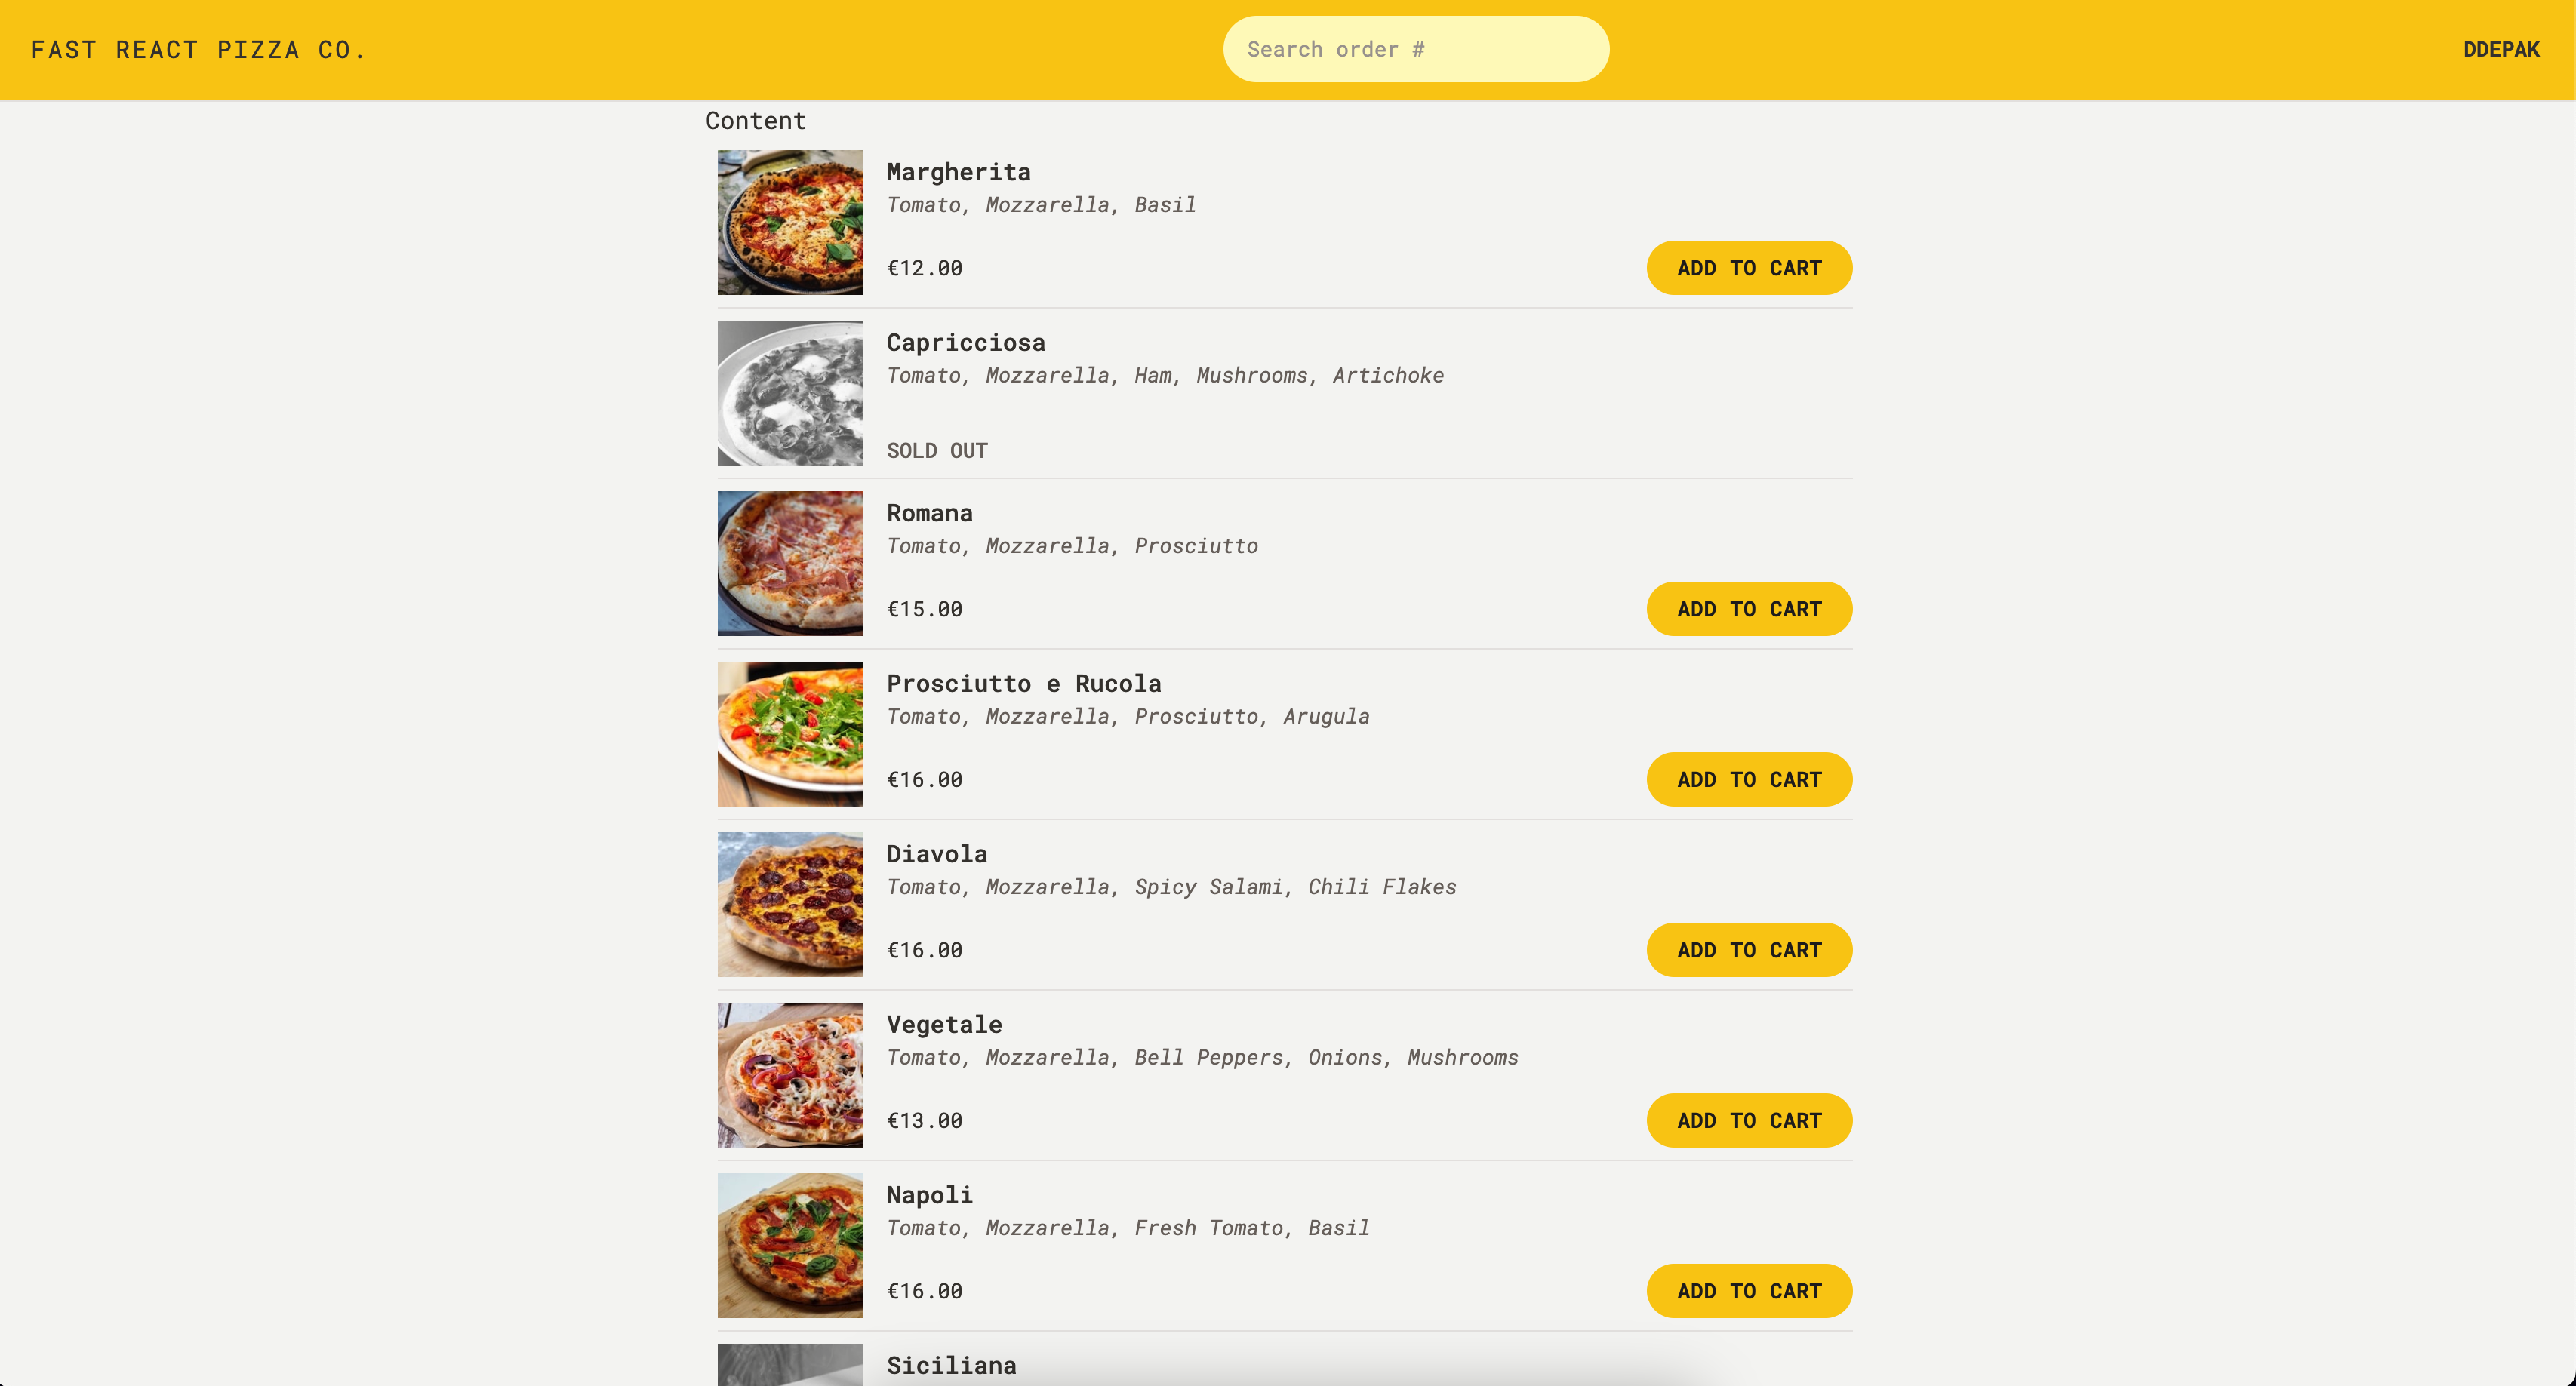 FAST REACT PIZZA CO.
Search order #
DDEPAK
Content
Margherita
Tomato, Mozzarella, Basil
€12.00
ADD TO CART
Capricciosa
Tomato, Mozzarella, Ham, Mushrooms, Artichoke
SOLD OUT
Romana
Tomato, Mozzarella, Prosciutto
€15.00
ADD TO CART
Prosciutto e Rucola
Tomato, Mozzarella, Prosciutto, Arugula
€16.00
ADD TO CART
Diavola
Tomato, Mozzarella, Spicy Salami, Chili Flakes
€16.00
ADD TO CART
Vegetale
Tomato, Mozzarella, Bell Peppers, Onions, Mushrooms
€13.00
ADD TO CART
Napoli
Tomato, Mozzarella, Fresh Tomato, Basil
€16.00
ADD TO CART
Siciliana